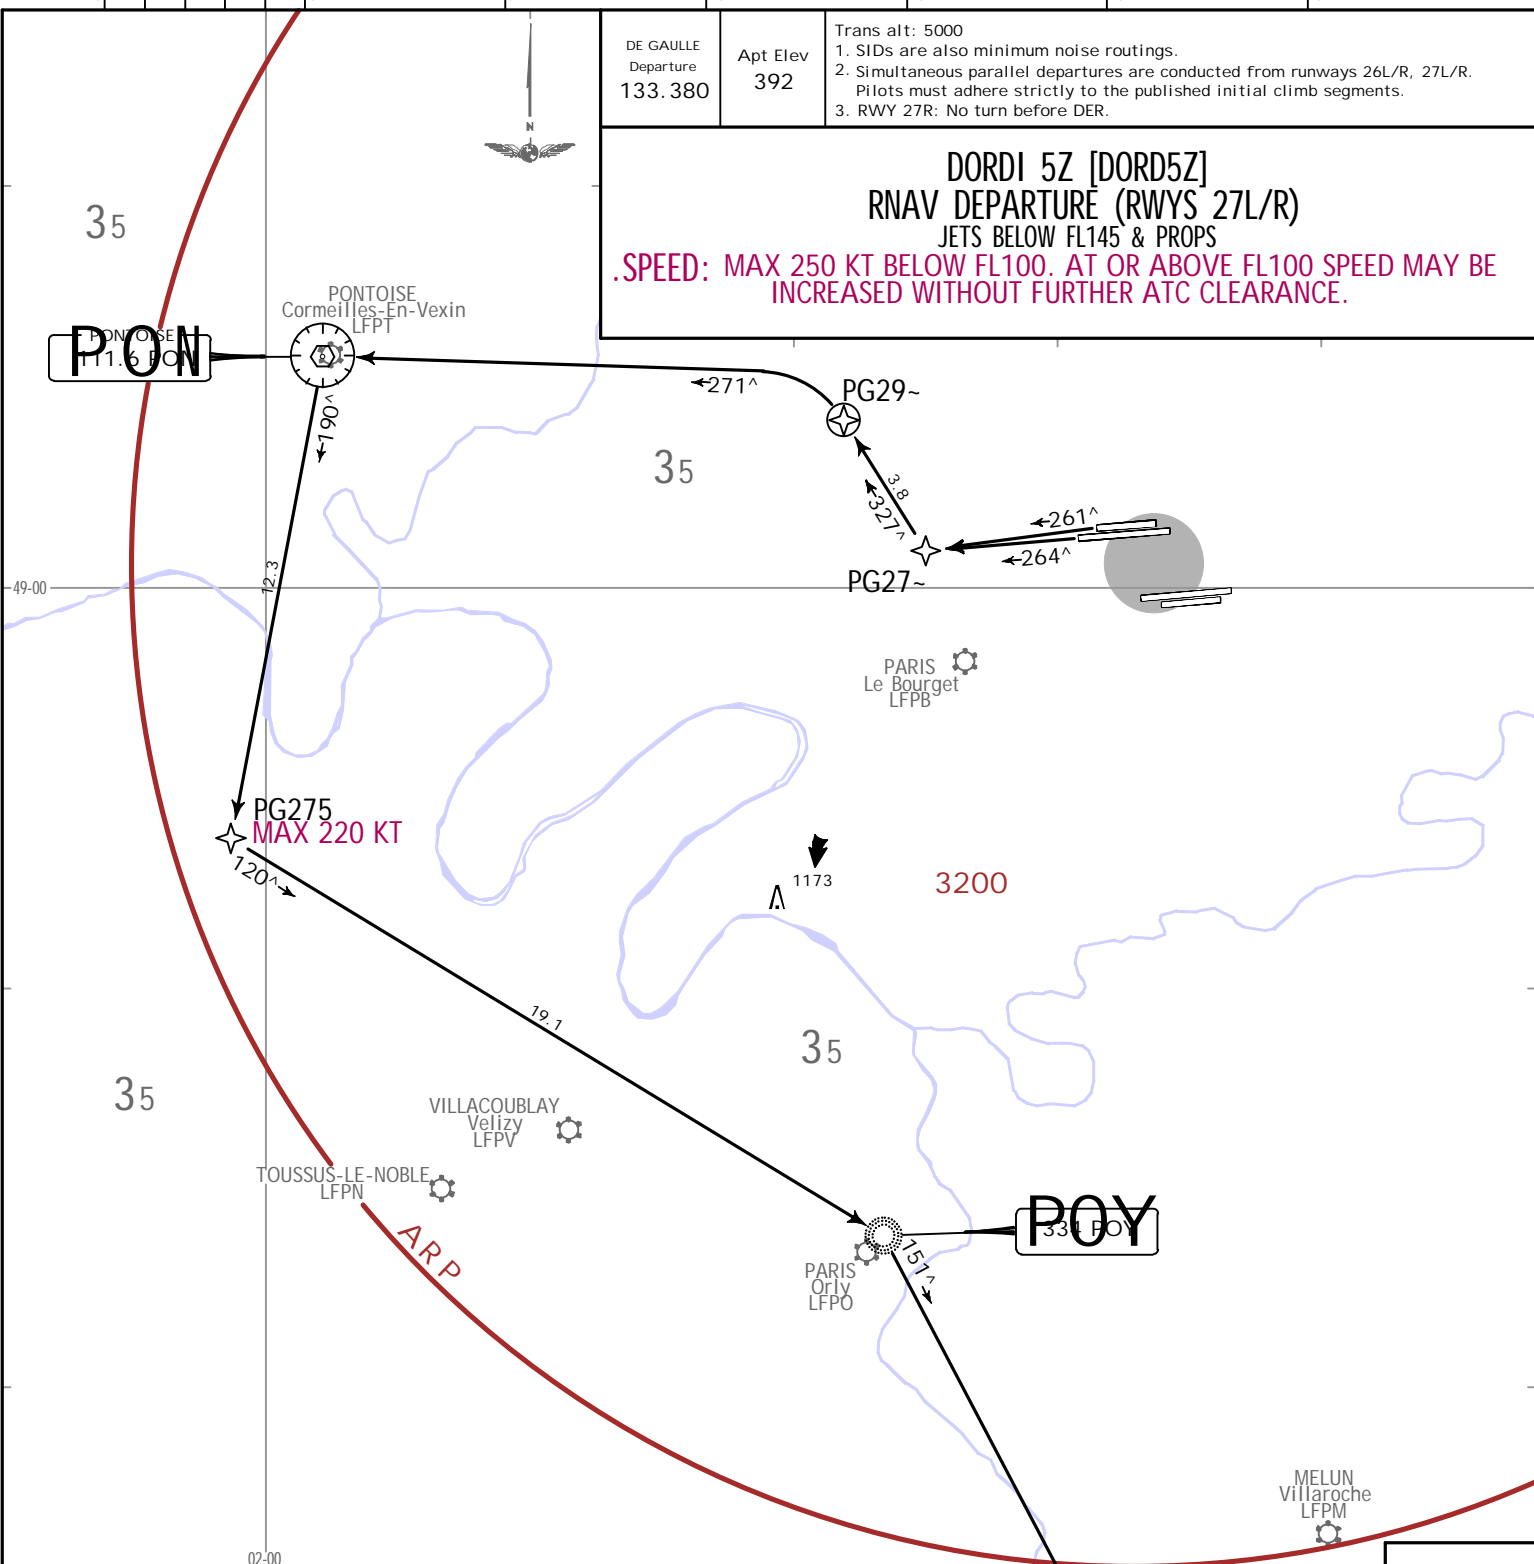 DE GAULLE
Departure
133.380
Apt Elev
392
Trans alt: 5000
1. SIDs are also minimum noise routings.
2. Simultaneous parallel departures are conducted from runways 26L/R, 27L/R.
Pilots must adhere strictly to the published initial climb segments.
3. RWY 27R: No turn before DER.
N
DORDI 5Z [DORD5Z]
RNAV DEPARTURE (RWYS 27L/R)
JETS BELOW FL145 & PROPS
.SPEED: MAX 250 KT BELOW FL100. AT OR ABOVE FL100 SPEED MAY BE
INCREASED WITHOUT FURTHER ATC CLEARANCE.
35
PONTOISE
Cormeilles-En-Vexin
LFPT
PONTOISE
111.6 PON
PON
271^
PG29~
190^
35
3.8
327^
261^
264^
PG27~
12.3
49-00
PARIS
Le Bourget
LFPB
PG275
MAX 220 KT
120^
1173
3200
19.1
35
35
VILLACOUBLAY
Velizy
LFPV
TOUSSUS-LE-NOBLE
LFPN
ARP
POY
334 POY
151^
PARIS
Orly
LFPO
MELUN
Villaroche
LFPM
02-00